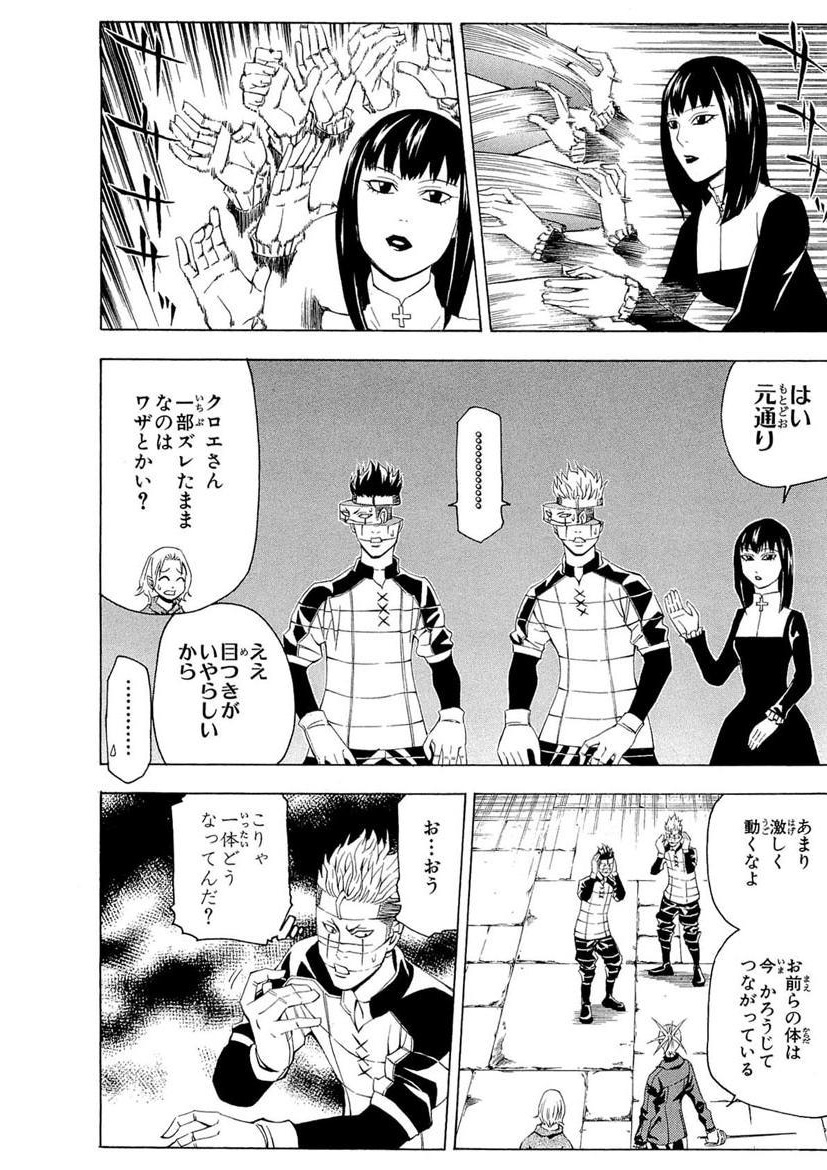 はい
元通り
…………
クロエさん
一部ズレたまま
なのは
ワザとかい？
ええ
目つきが
いやらしい
から
…………
あまり
激しく
動くなよ
お前らの体は
今 かろうじて
つながっている
お…おう
こりゃ
一体どう
なってんだ？